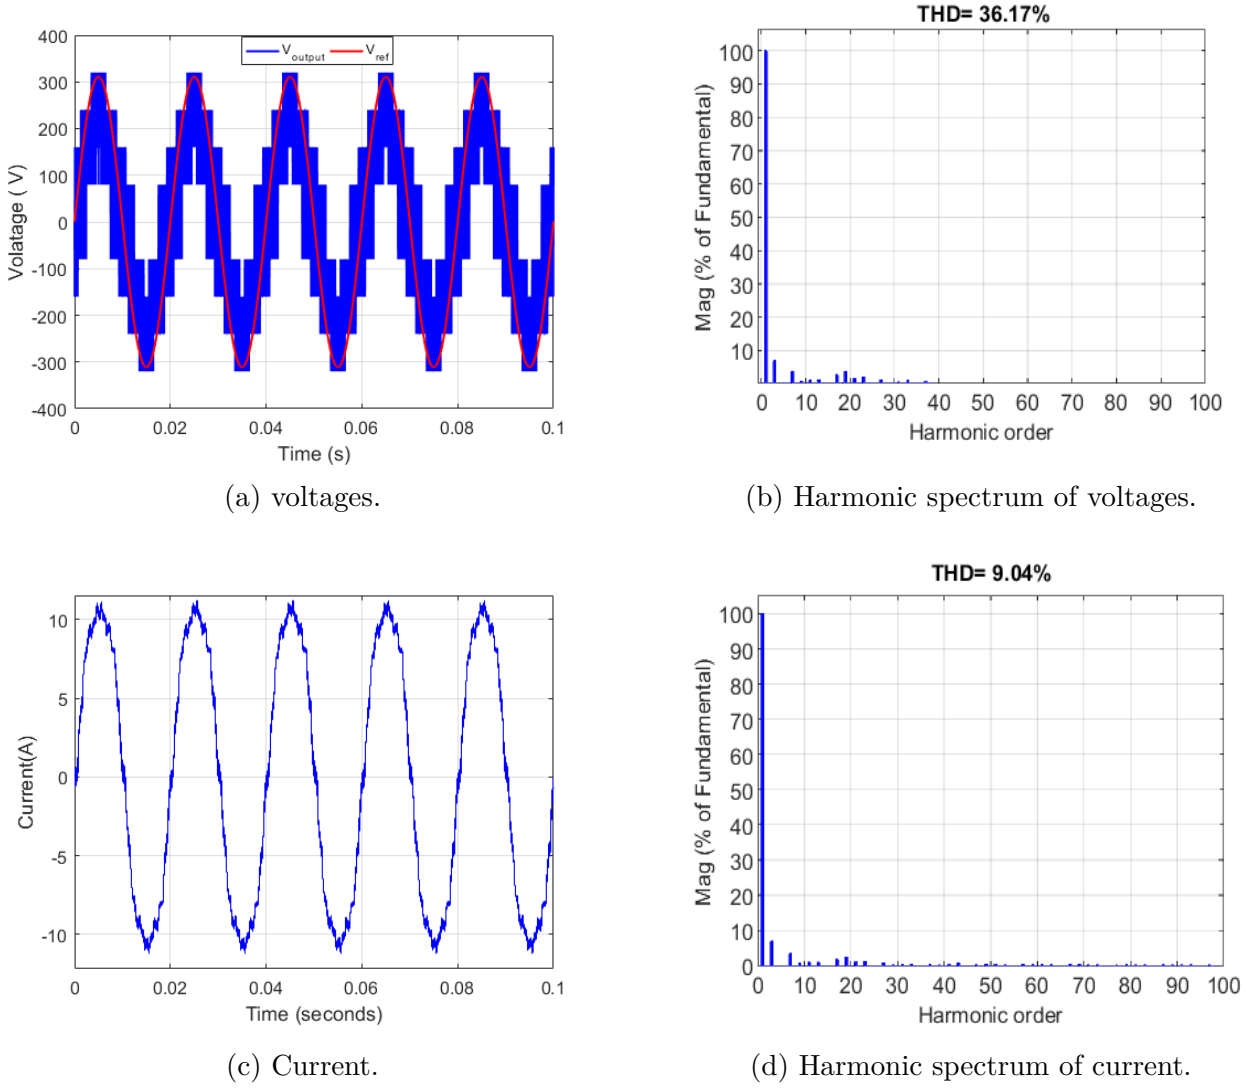 400
300
200
100
0
-100
-200
-300
-400
Volatage ( V)
V_output V_ref
0 0.02 0.04 0.06 0.08 0.1
Time (s)
(a) voltages.
THD= 36.17%
100
90
80
70
60
50
40
30
20
10
Mag (% of Fundamental)
0 10 20 30 40 50 60 70 80 90 100
Harmonic order
(b) Harmonic spectrum of voltages.
10
5
0
-5
-10
Current(A)
0 0.02 0.04 0.06 0.08 0.1
Time (seconds)
(c) Current.
THD= 9.04%
100
90
80
70
60
50
40
30
20
10
0
Mag (% of Fundamental)
0 10 20 30 40 50 60 70 80 90 100
Harmonic order
(d) Harmonic spectrum of current.